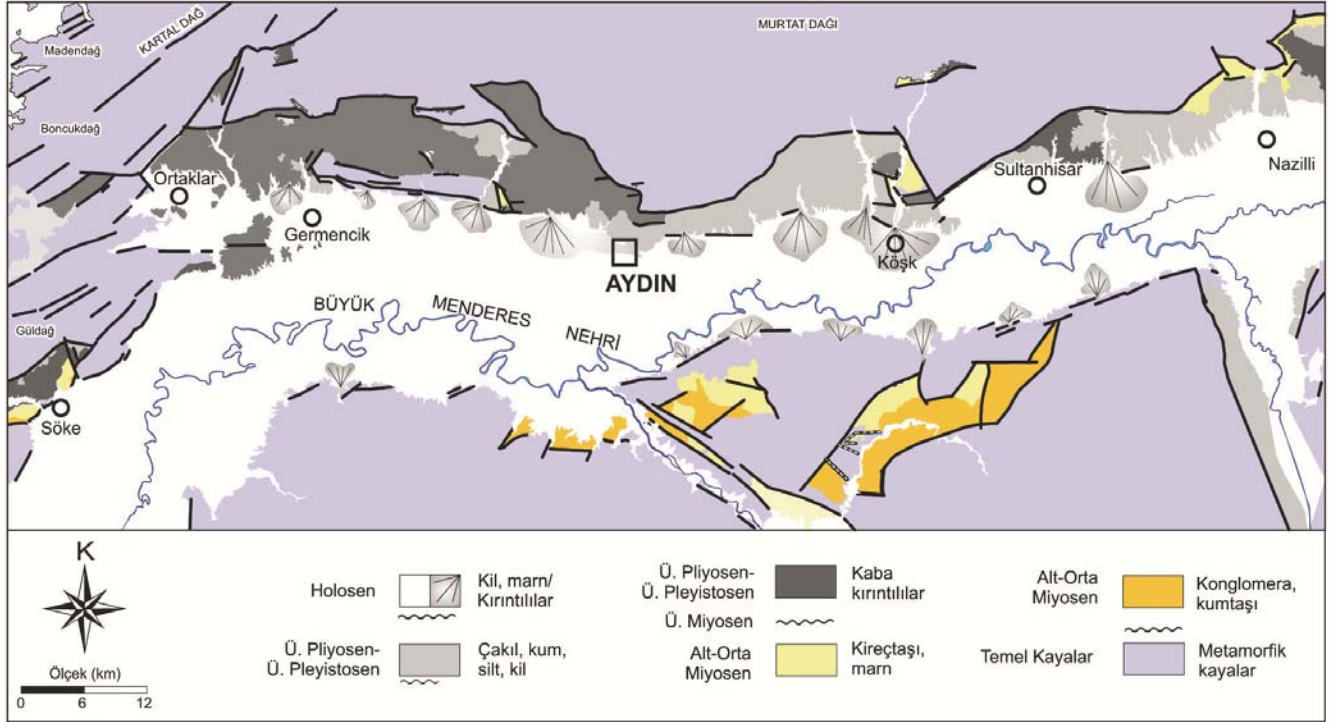 MURTAT DAĞI
KARTAL DAĞ
Madendağ
Boncukdağ
Ortaklar
Germencik
AYDIN
Köşk
Sultanhisar
Nazilli
BÜYÜK MENDERES NEHRİ
Güldağ
Söke
K
Ölçek (km)
0 6 12
Holosen
Kil, marn/
Kırıntılılar
Ü. Pliyosen-
Ü. Pleyistosen
Çakıl, kum,
silt, kil
Ü. Pliyosen-
Ü. Pleyistosen
Kaba
kırıntılılar
Ü. Miyosen
Alt-Orta
Miyosen
Kireçtaşı,
marn
Alt-Orta
Miyosen
Konglomera,
kumtaşı
Temel Kayalar
Metamorfik
kayalar